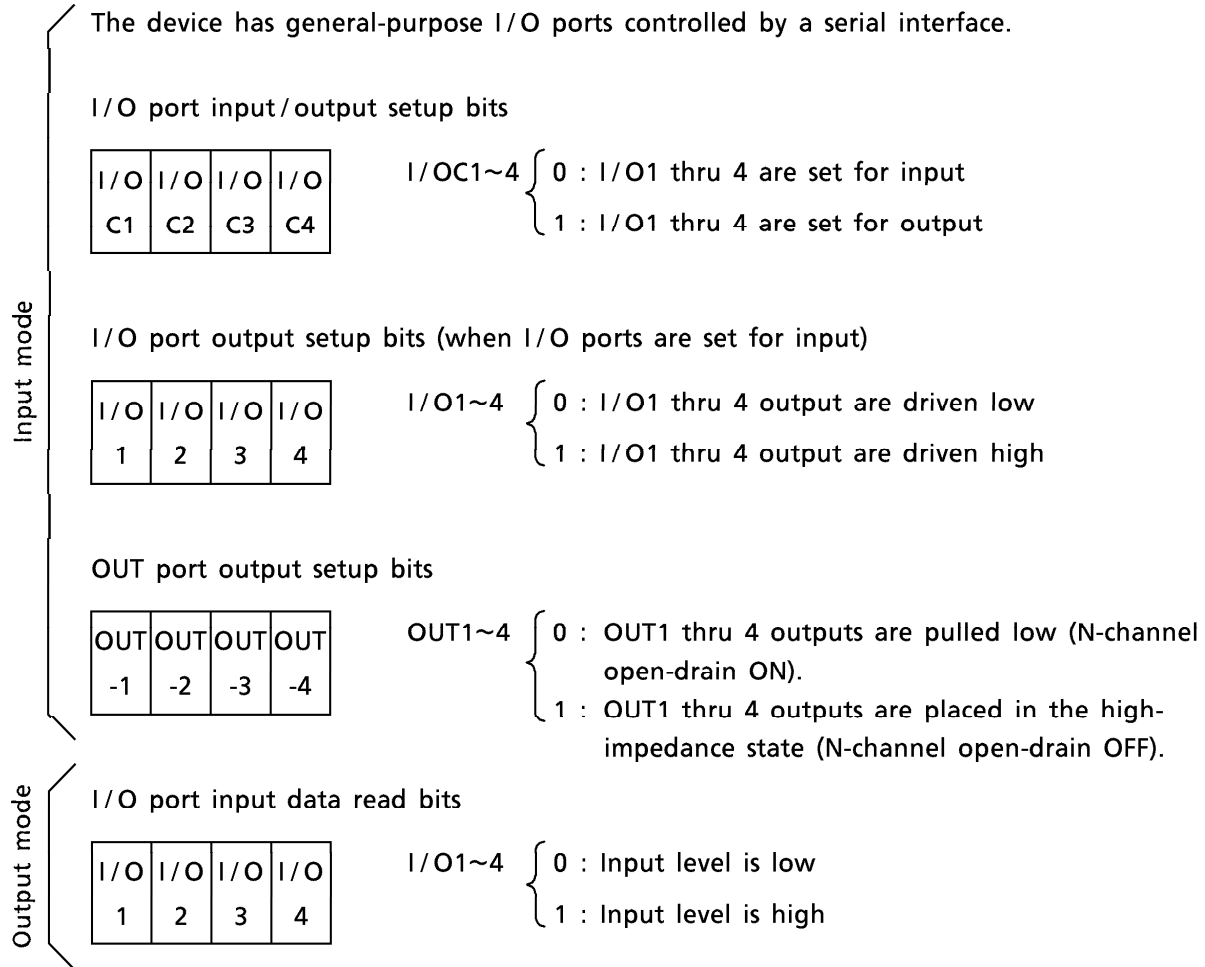 The device has general-purpose I/O ports controlled by a serial interface.
I/O port input/output setup bits
I/O I/O I/O I/O
C1 C2 C3 C4
I/OC1~4
0 : I/O1 thru 4 are set for input
1 : I/O1 thru 4 are set for output
Input mode
I/O port output setup bits (when I/O ports are set for input)
I/O I/O I/O I/O
1 2 3 4
I/O1~4
0 : I/O1 thru 4 output are driven low
1 : I/O1 thru 4 output are driven high
OUT port output setup bits
OUT OUT OUT OUT
-1 -2 -3 -4
OUT1~4
0 : OUT1 thru 4 outputs are pulled low (N-channel
open-drain ON).
1 : OUT1 thru 4 outputs are placed in the high-
impedance state (N-channel open-drain OFF).
Output mode
I/O port input data read bits
I/O I/O I/O I/O
1 2 3 4
I/O1~4
0 : Input level is low
1 : Input level is high